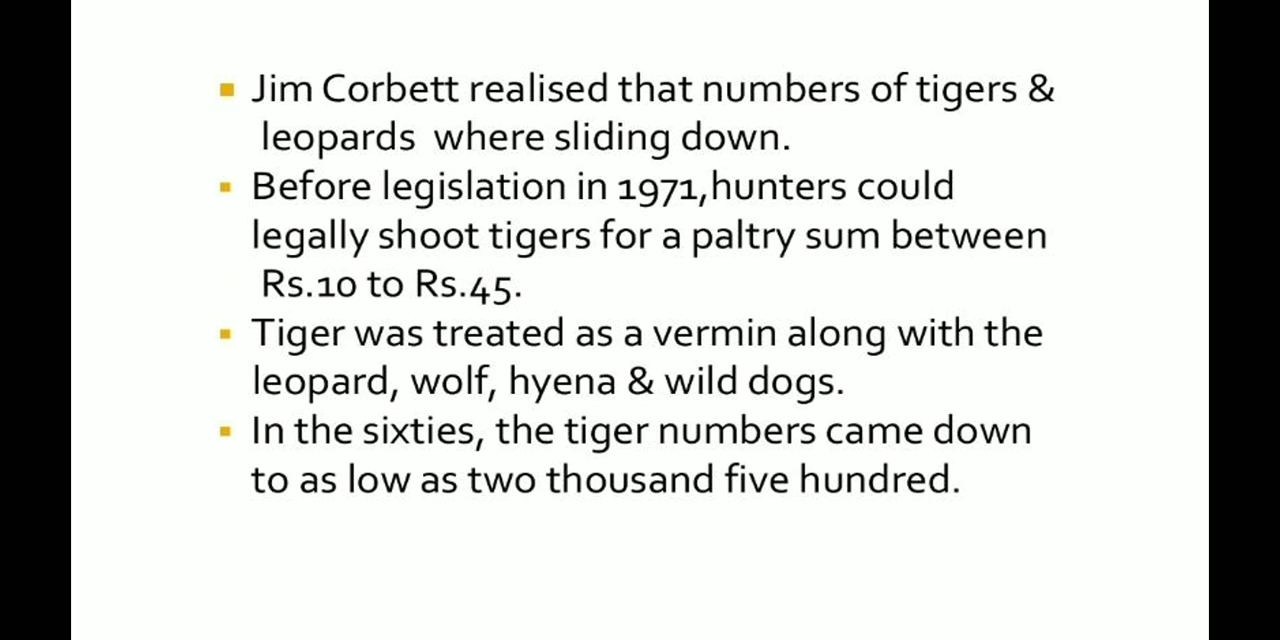 ▪ Jim Corbett realised that numbers of tigers &
leopards where sliding down.
▪ Before legislation in 1971,hunters could
legally shoot tigers for a paltry sum between
Rs.10 to Rs.45.
▪ Tiger was treated as a vermin along with the
leopard, wolf, hyena & wild dogs.
▪ In the sixties, the tiger numbers came down
to as low as two thousand five hundred.